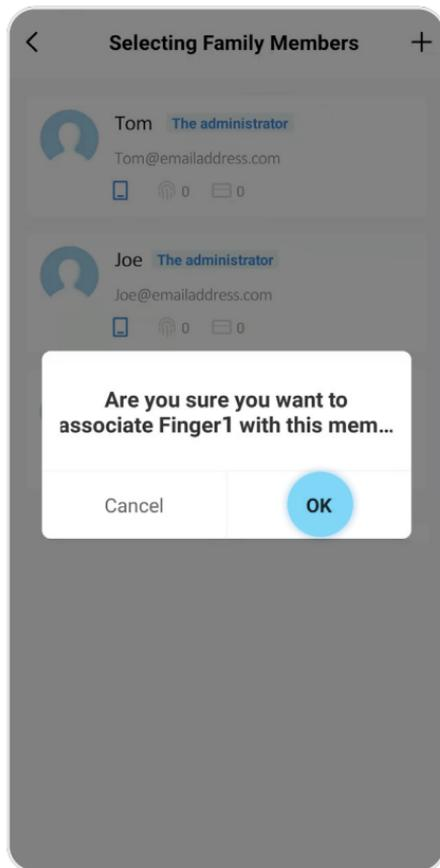 Selecting Family Members
Tom The administrator
Tom@emailaddress.com
0 0
Joe The administrator
Joe@emailaddress.com
0 0
Are you sure you want to
associate Finger1 with this mem...
Cancel OK